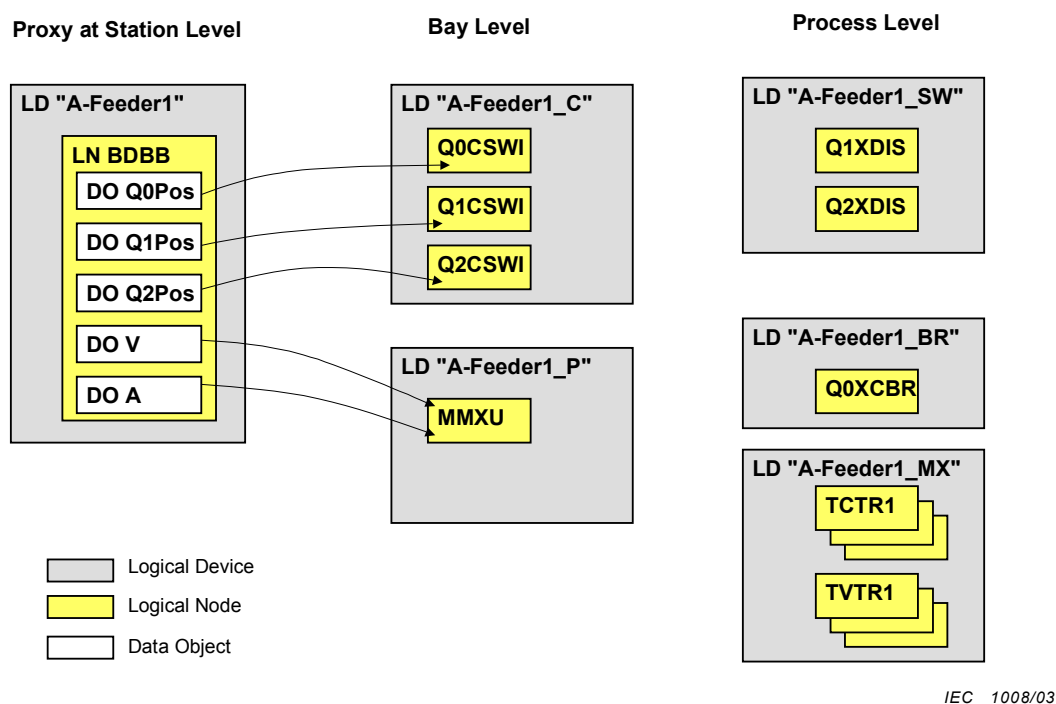 Proxy at Station Level
Bay Level
Process Level
LD "A-Feeder1"
LN BDBB
DO Q0Pos
DO Q1Pos
DO Q2Pos
DO V
DO A
LD "A-Feeder1_C"
Q0CSWI
Q1CSWI
Q2CSWI
LD "A-Feeder1_P"
MMXU
LD "A-Feeder1_SW"
Q1XDIS
Q2XDIS
LD "A-Feeder1_BR"
Q0XCBR
LD "A-Feeder1_MX"
TCTR1
TVTR1
Logical Device
Logical Node
Data Object
IEC 1008/03